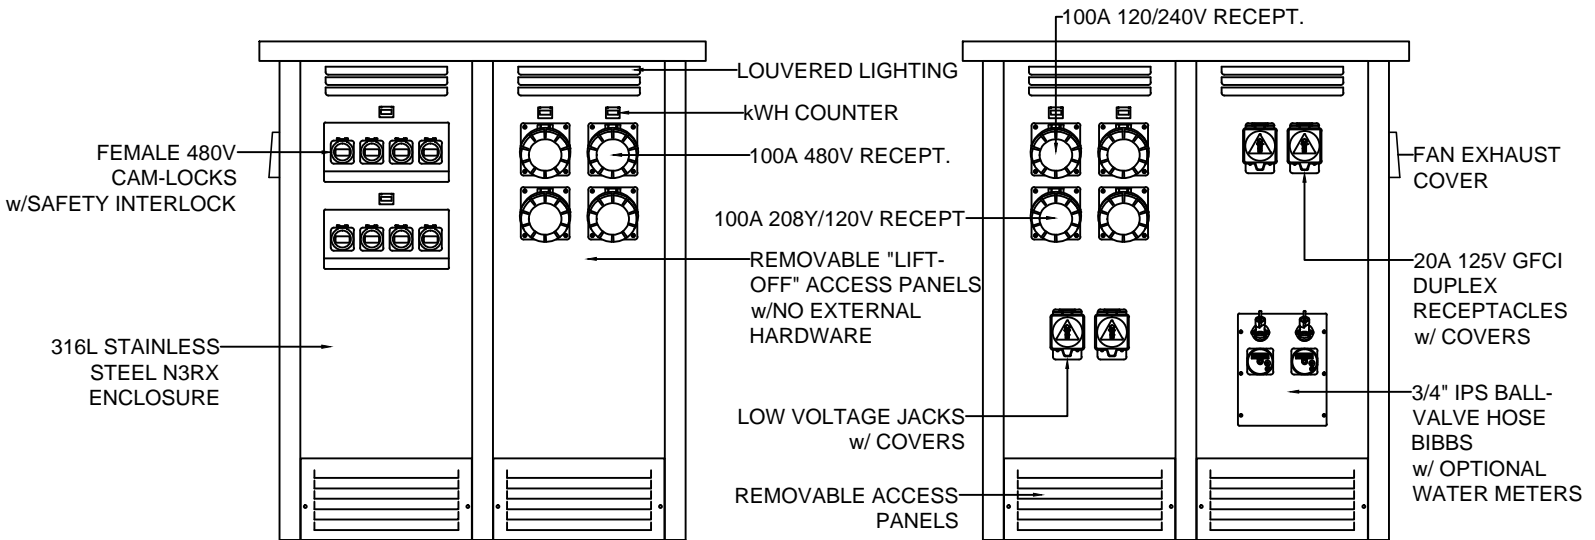 100A 120/240V RECEPT.
LOUVERED LIGHTING
kWH COUNTER
FEMALE 480V
CAM-LOCKS
w/SAFETY INTERLOCK
100A 480V RECEPT.
FAN EXHAUST
COVER
100A 208Y/120V RECEPT
REMOVABLE "LIFT-
OFF" ACCESS PANELS
w/NO EXTERNAL
HARDWARE
20A 125V GFCI
DUPLEX
RECEPTACLES
w/ COVERS
316L STAINLESS
STEEL N3RX
ENCLOSURE
LOW VOLTAGE JACKS
w/ COVERS
3/4" IPS BALL-
VALVE HOSE
BIBBS
w/ OPTIONAL
WATER METERS
REMOVABLE ACCESS
PANELS